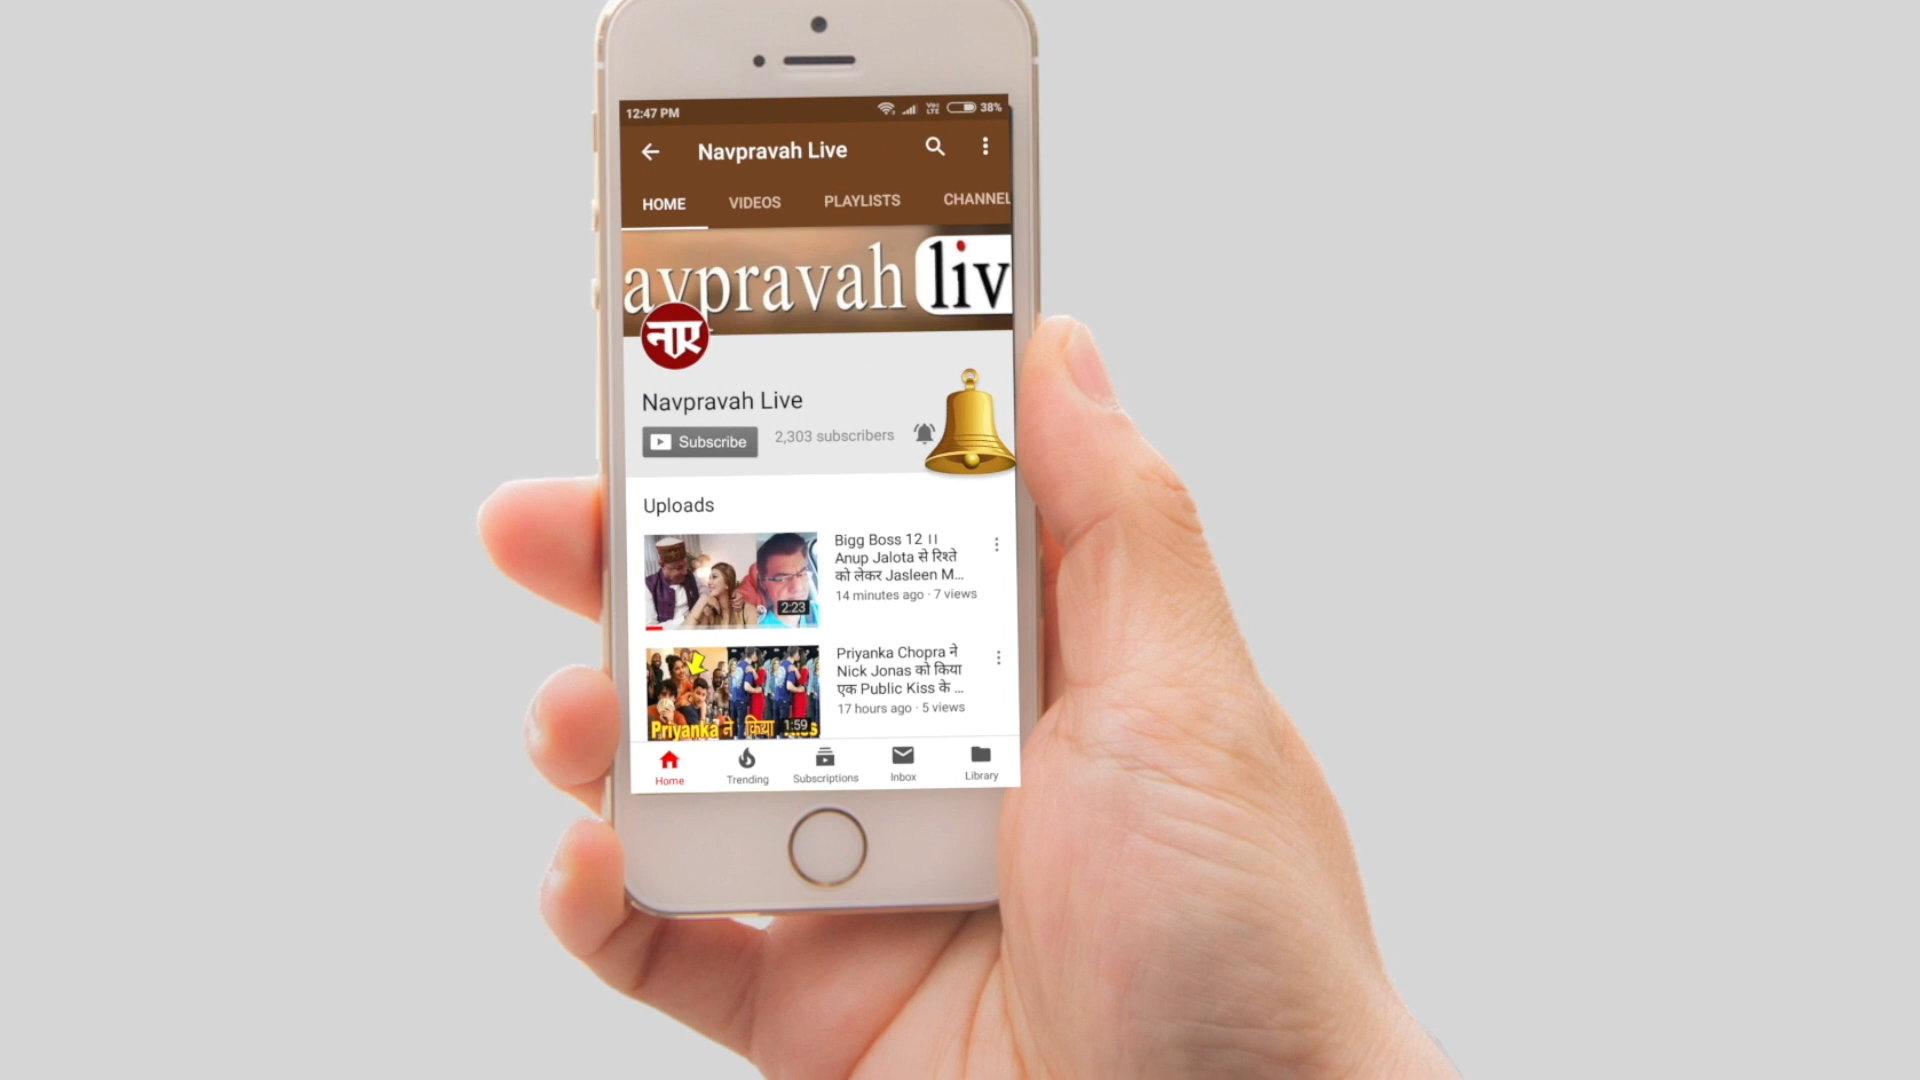 12:47 PM
38%
Navpravah Live
HOME VIDEOS PLAYLISTS CHANNEL
avpravah liv
नए
Navpravah Live
Subscribe 2,303 subscribers
Uploads
Bigg Boss 12 ।।
Anup Jalota से रिश्ते
को लेकर Jasleen M...
14 minutes ago · 7 views
2:23
Priyanka Chopra ने
Nick Jonas को किया
एक Public Kiss के ...
17 hours ago · 5 views
Priyanka ने किया
1:59
Home Trending Subscriptions Inbox Library